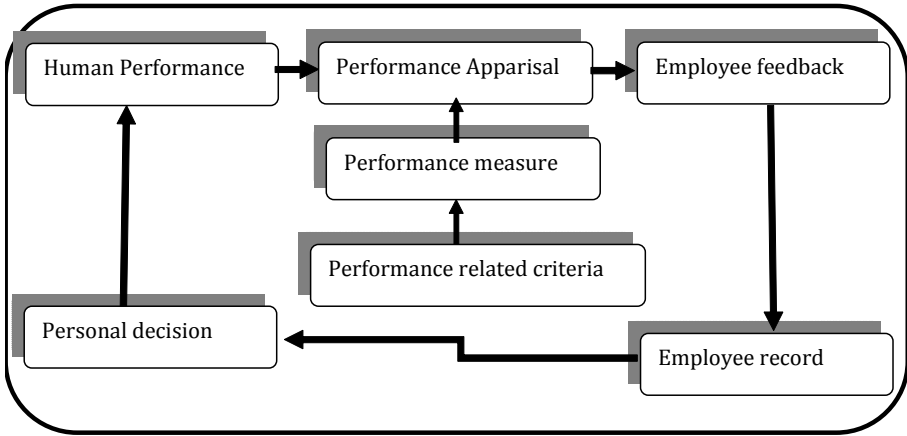 Human Performance
Performance Apparisal
Employee feedback
Performance measure
Performance related criteria
Personal decision
Employee record